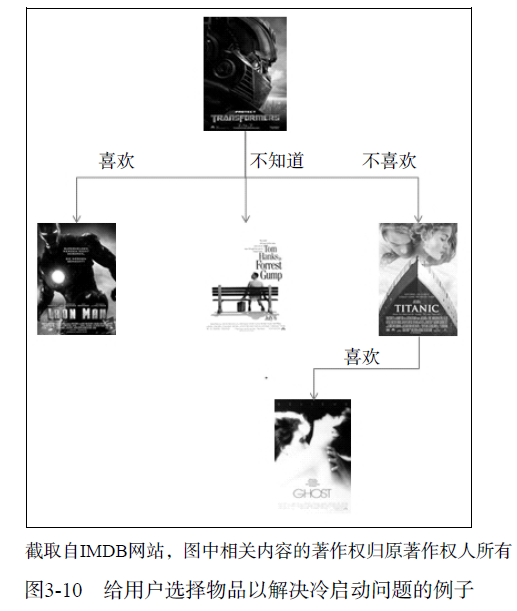 PROTECT
TRANSFORMERS
喜欢
不知道
不喜欢
IRON MAN
Tom
Hanks is
Forrest
Gump
TITANIC
喜欢
GHOST
截取自IMDB网站，图中相关内容的著作权归原著作权人所有
图3-10 给用户选择物品以解决冷启动问题的例子